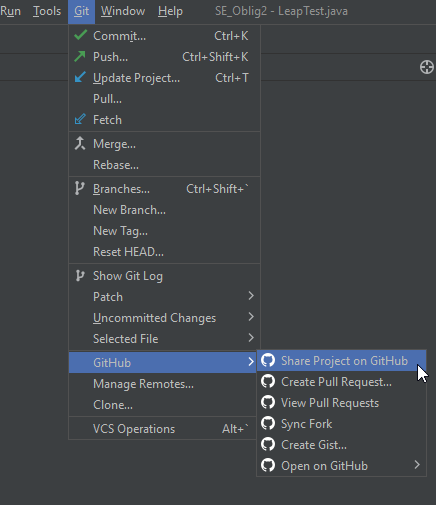 Run Tools Git Window Help SE_Oblig2 - LeapTest.java
Commit... Ctrl+K
Push... Ctrl+Shift+K
Update Project... Ctrl+T
Pull...
Fetch
Merge...
Rebase...
Branches... Ctrl+Shift+`
New Branch...
New Tag...
Reset HEAD...
Show Git Log
Patch
Uncommitted Changes
Selected File
GitHub
Manage Remotes...
Clone...
VCS Operations Alt+`
Share Project on GitHub
Create Pull Request...
View Pull Requests
Sync Fork
Create Gist...
Open on GitHub